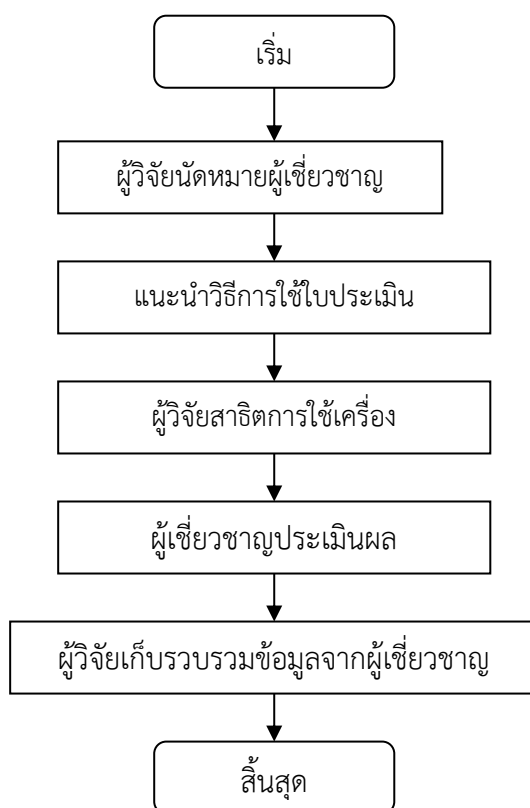 เริ่ม
ผู้วิจัยนัดหมายผู้เชี่ยวชาญ
แนะนำวิธีการใช้ใบประเมิน
ผู้วิจัยสาธิตการใช้เครื่อง
ผู้เชี่ยวชาญประเมินผล
ผู้วิจัยเก็บรวบรวมข้อมูลจากผู้เชี่ยวชาญ
สิ้นสุด